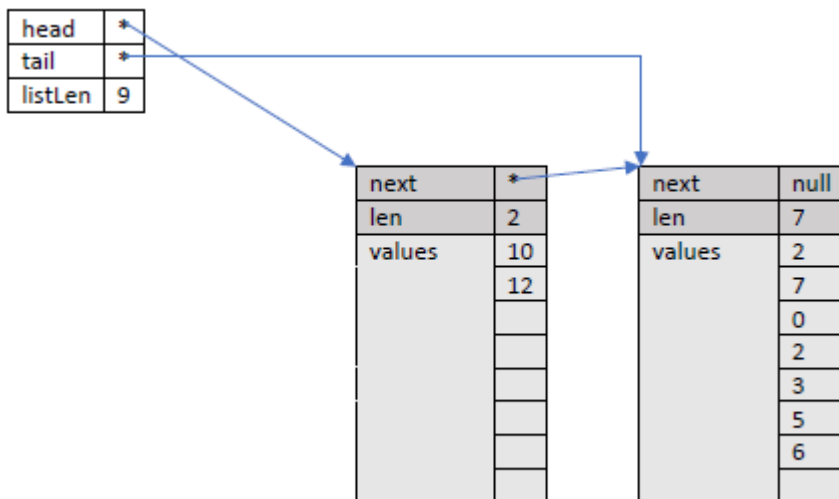 head *
tail *
listLen 9
next * next null
len 2 len 7
values 10 values 2
12 7
0
2
3
5
6